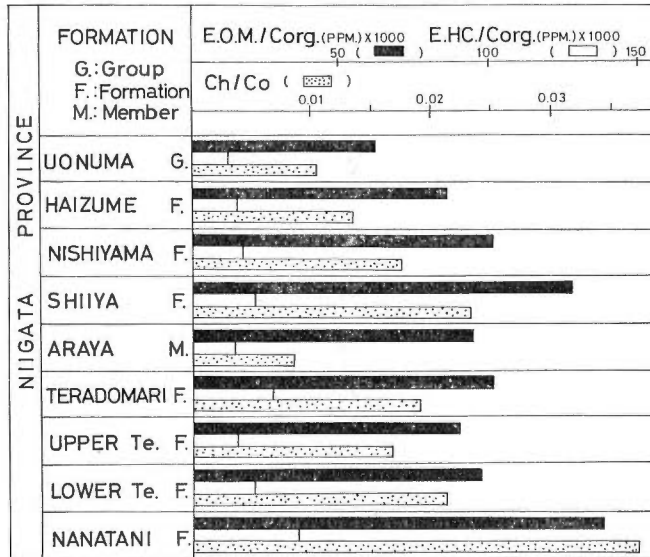 FORMATION
G.:Group
F.:Formation
M.:Member
E.O.M./Corg.(PPM.)X1000
E.HC./Corg.(PPM.)X1000
50 ( ) 100 ( ) 150
Ch/Co ( )
0.01 0.02 0.03
NIIGATA PROVINCE
UONUMA G.
HAIZUME F.
NISHIYAMA F.
SHIIYA F.
ARAYA M.
TERADOMARI F.
UPPER Te. F.
LOWER Te. F.
NANATANI F.